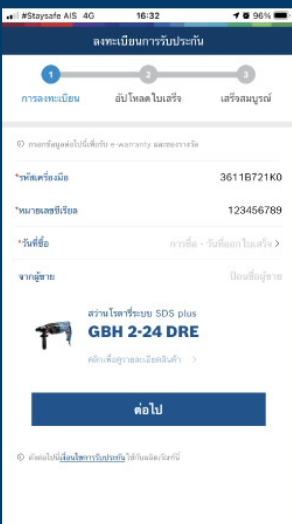 #Staysafe AIS 4G 16:32 96%
ลงทะเบียนการรับประกัน
1 2 3
การลงทะเบียน อัปโหลดใบเสร็จ เสร็จสมบูรณ์
กรอกข้อมูลต่อไปนี้เพื่อรับ e-warranty และของรางวัล
*รหัสเครื่องมือ 3611B721K0
*หมายเลขซีเรียล 123456789
*วันที่ซื้อ การซื้อ - วันที่ออกใบเสร็จ >
จากผู้ขาย ป้อนชื่อผู้ขาย
สว่านโรตารี่ระบบ SDS plus
GBH 2-24 DRE
คลิกเพื่อดูรายละเอียดสินค้า >
ต่อไป
ดังต่อไปนี้เงื่อนไขการรับประกัน ใช้กับผลิตภัณฑ์นี้